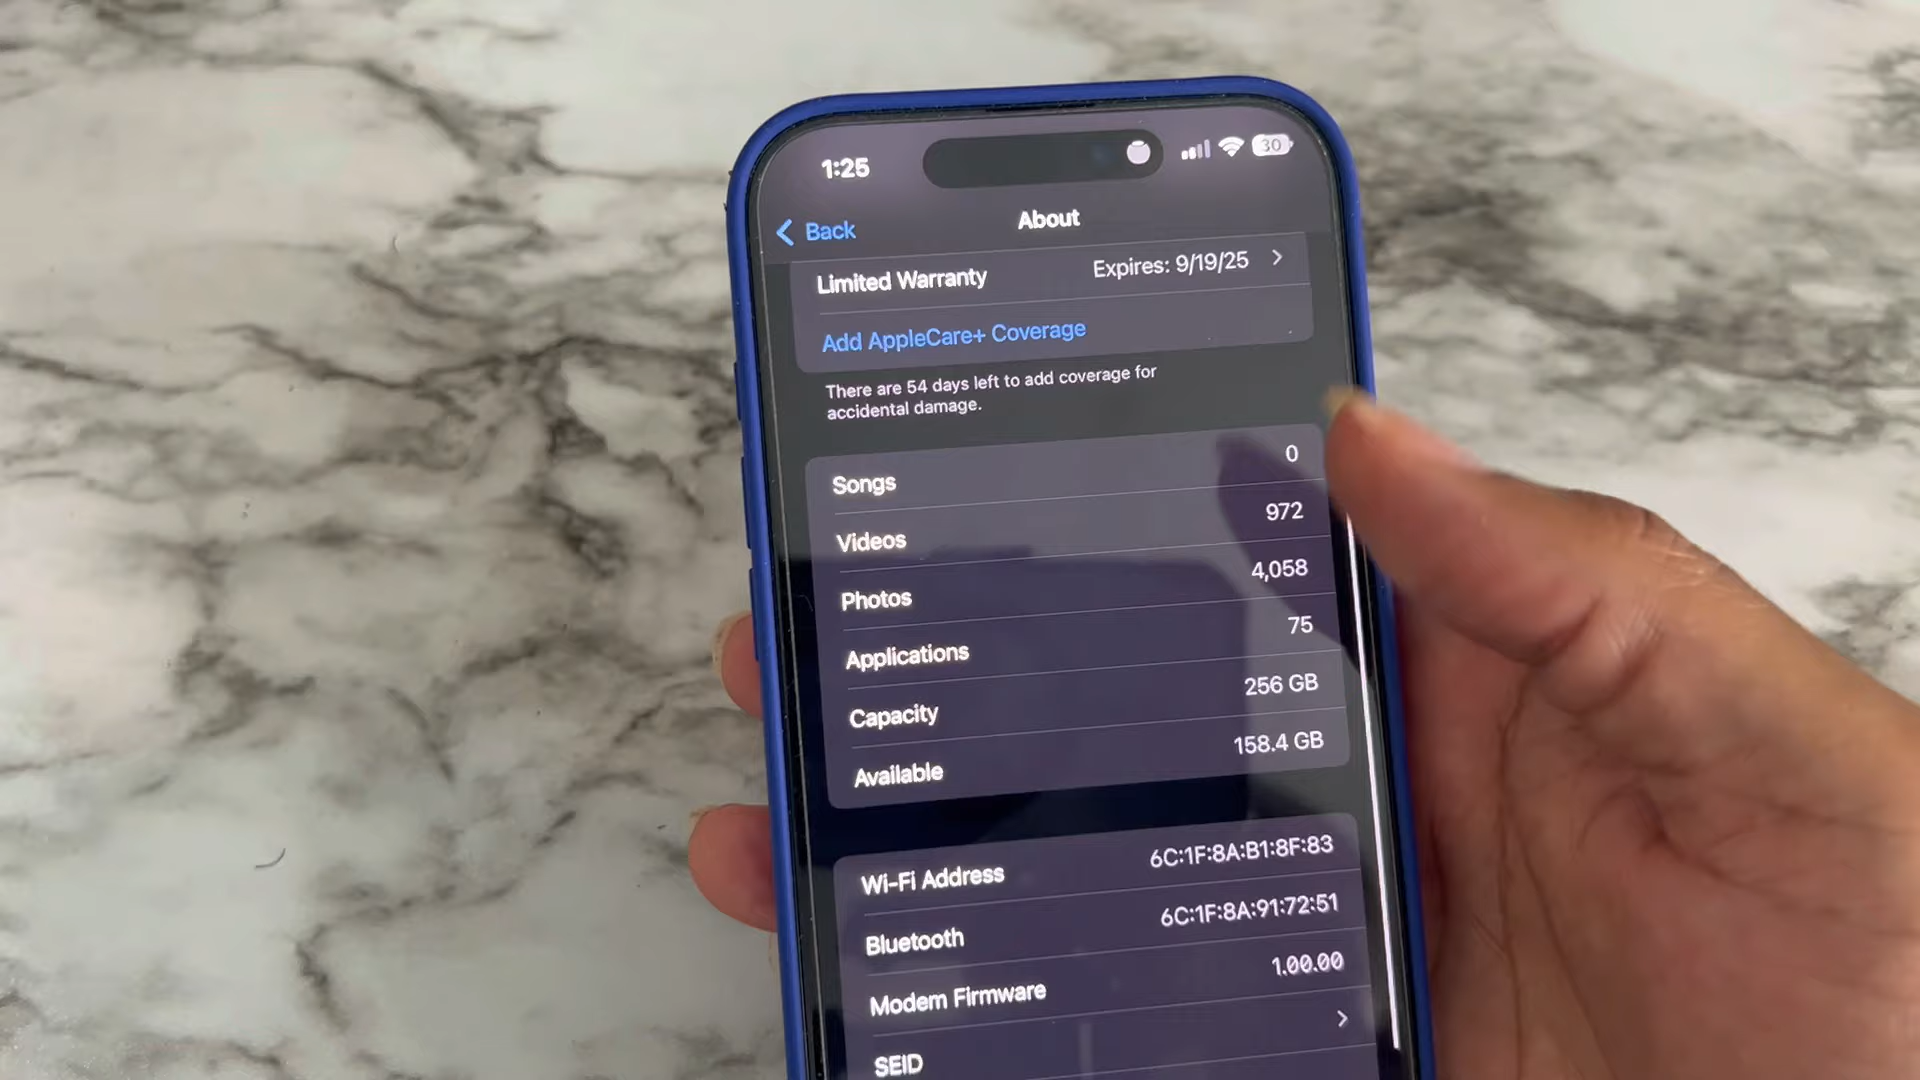 1:25
30
Back
About
Limited Warranty Expires: 9/19/25
Add AppleCare+ Coverage
There are 54 days left to add coverage for
accidental damage.
Songs 0
Videos 972
Photos 4,058
Applications 75
Capacity 256 GB
Available 158.4 GB
Wi-Fi Address 6C:1F:8A:B1:8F:83
Bluetooth 6C:1F:8A:91:72:51
Modem Firmware 1.00.00
SEID